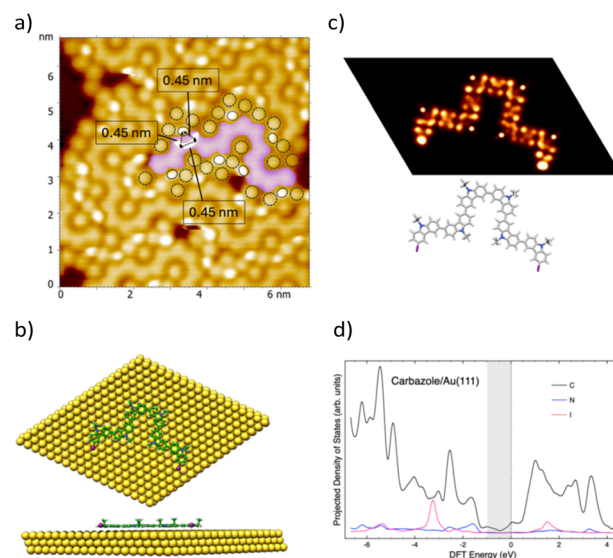 a)
nm
6
5
4
3
2
1
0
0
2
4
6 nm
0.45 nm
0.45 nm
0.45 nm
b)
c)
d)
Carbazole/Au(111)
C
N
I
Projected Density of States (arb. units)
-6
-4
-2
0
2
4
DFT Energy (eV)